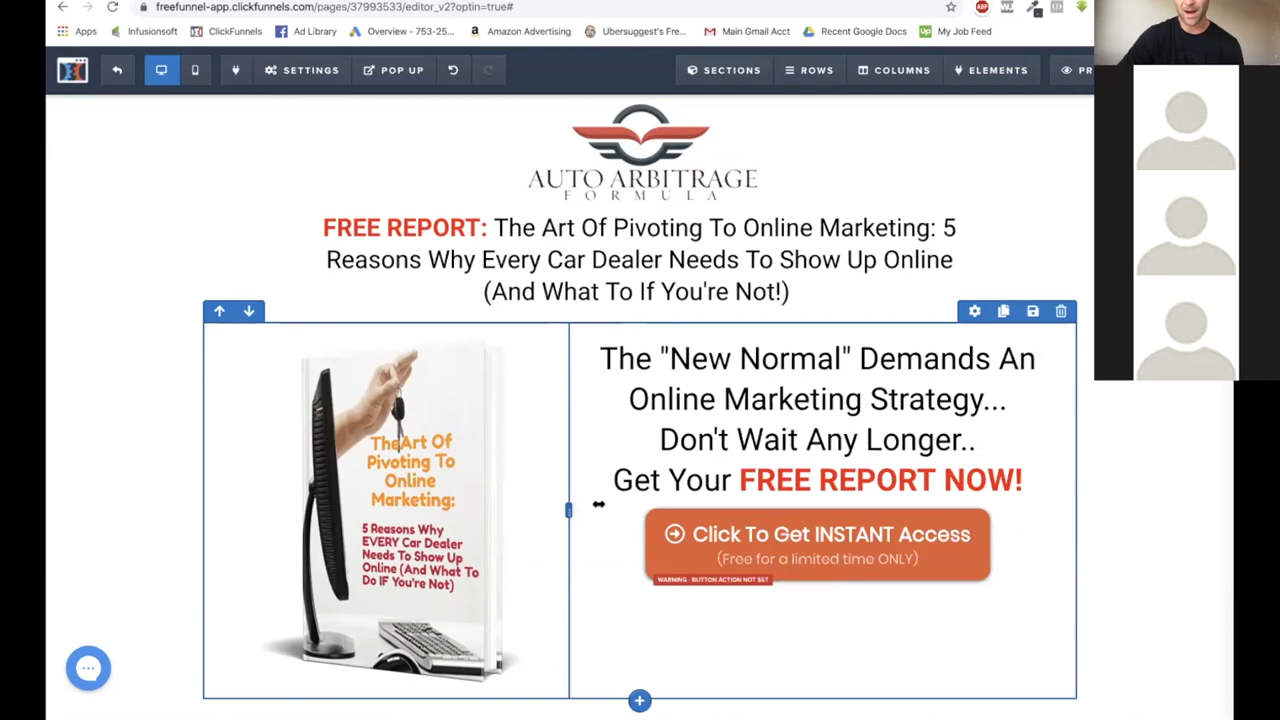 freefunnel-app.clickfunnels.com/pages/37993533/editor_v2?optin=true#
ABP
Apps
Infusionsoft
ClickFunnels
Ad Library
Overview - 753-25...
Amazon Advertising
Ubersuggest's Fre...
Main Gmail Acct
Recent Google Docs
Up
My Job Feed
SETTINGS
POP UP
SECTIONS
ROWS
COLUMNS
ELEMENTS
PR
AUTO ARBITRAGE
FORMULA
FREE REPORT: The Art Of Pivoting To Online Marketing: 5
Reasons Why Every Car Dealer Needs To Show Up Online
(And What To If You're Not!)
TheArt Of
Pivoting To
Online
Marketing:
5 Reasons Why
EVERY Car Dealer
Needs To Show Up
Online (And What To
Do IF You're Not)
The "New Normal" Demands An
Online Marketing Strategy...
Don't Wait Any Longer..
Get Your FREE REPORT NOW!
Click To Get INSTANT Access
(Free for a limited time ONLY)
WARNING - BUTTON ACTION NOT SET